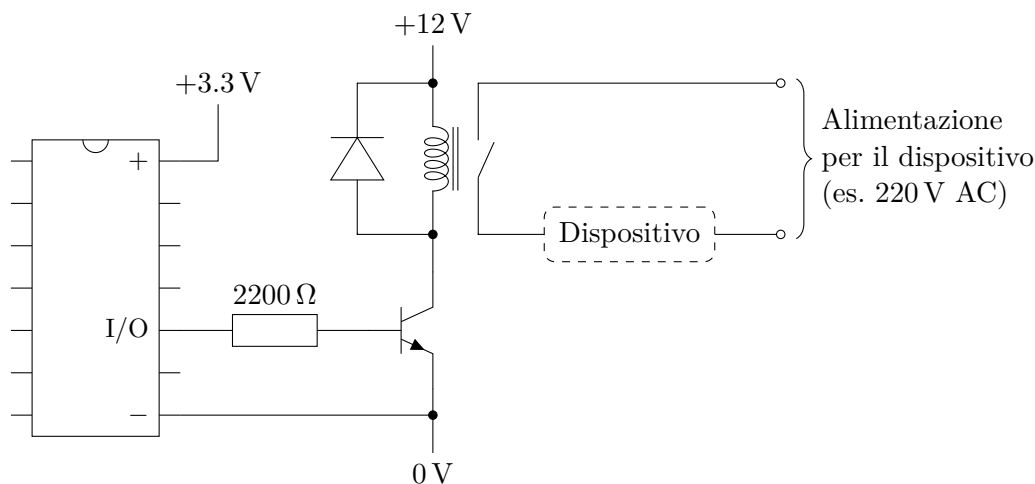 +12 V
+3.3 V
+
Alimentazione
per il dispositivo
(es. 220 V AC)
Dispositivo
2200 Ω
I/O
−
0 V